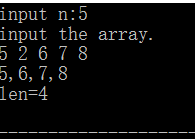 input n:5
input the array.
5 2 6 7 8
5,6,7,8
len=4